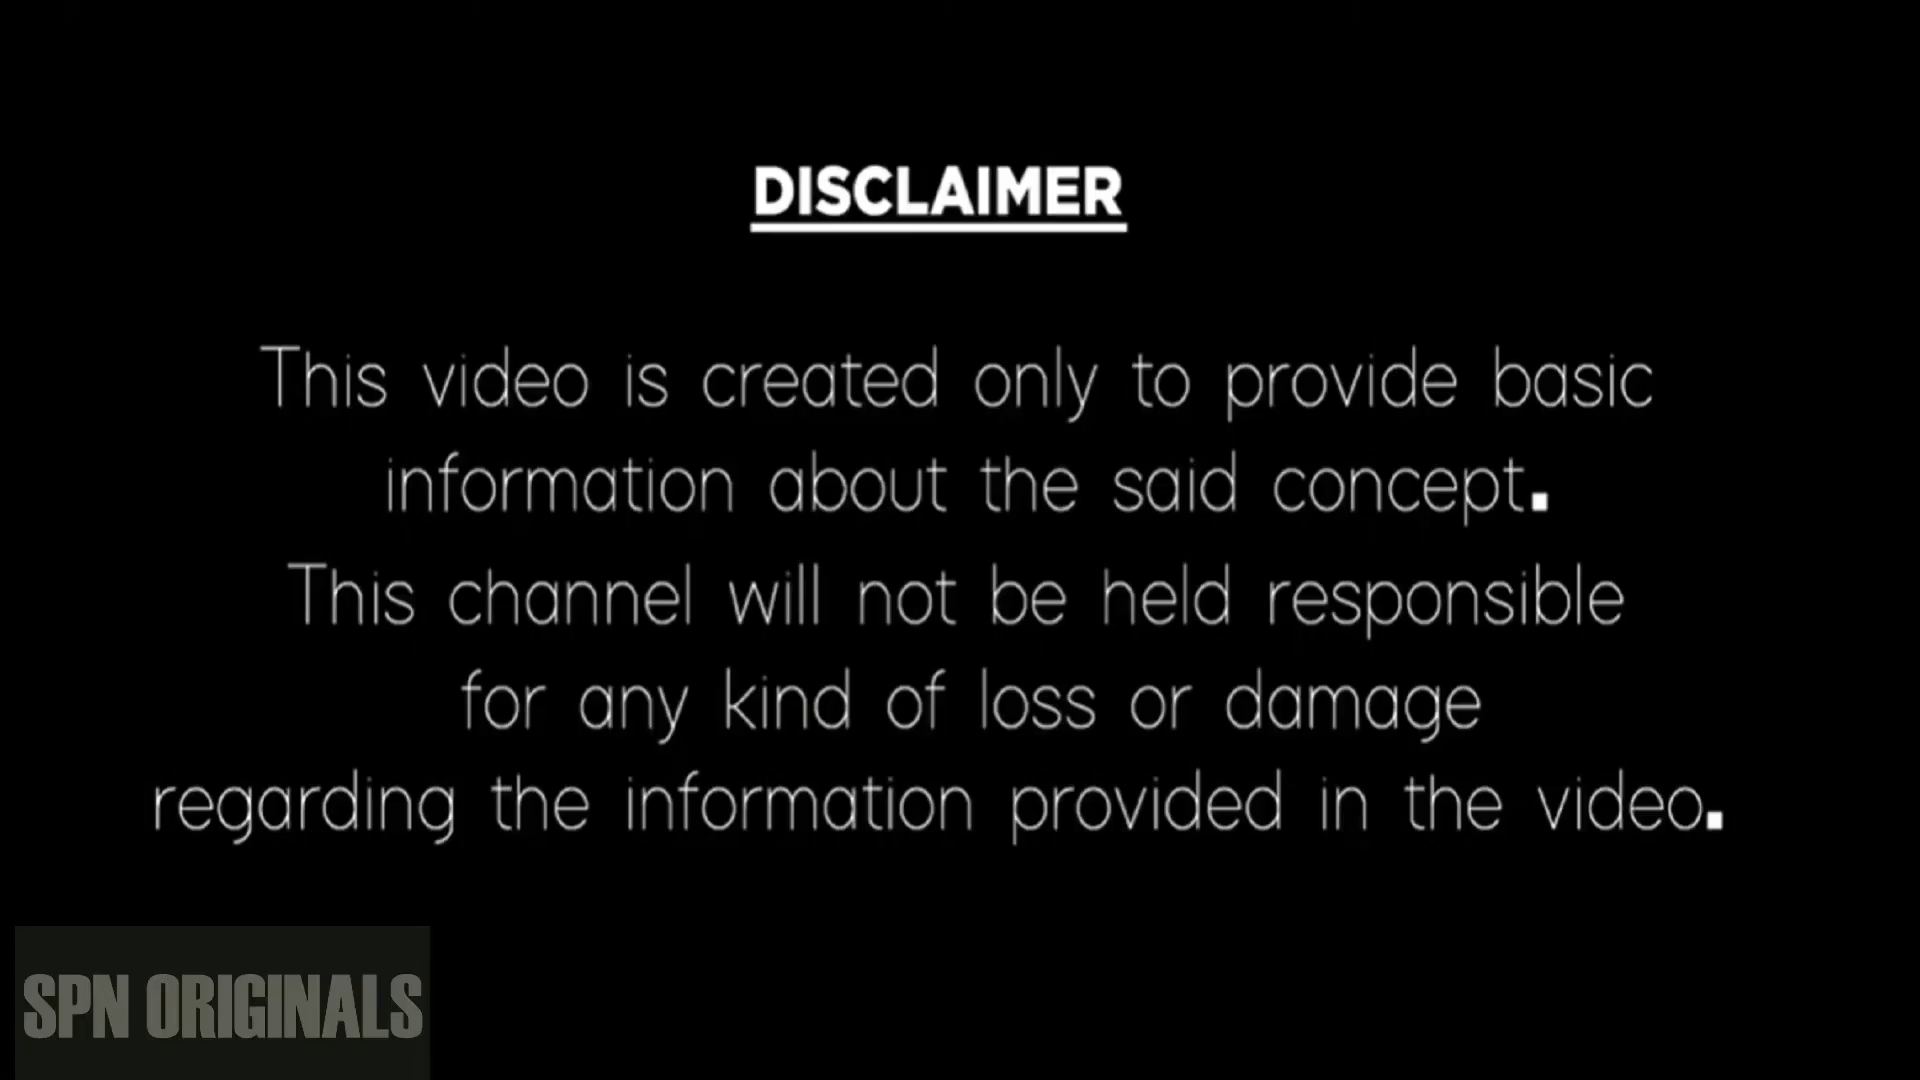 DISCLAIMER
This video is created only to provide basic
information about the said concept.
This channel will not be held responsible
for any kind of loss or damage
regarding the information provided in the video.
SPN ORIGINALS